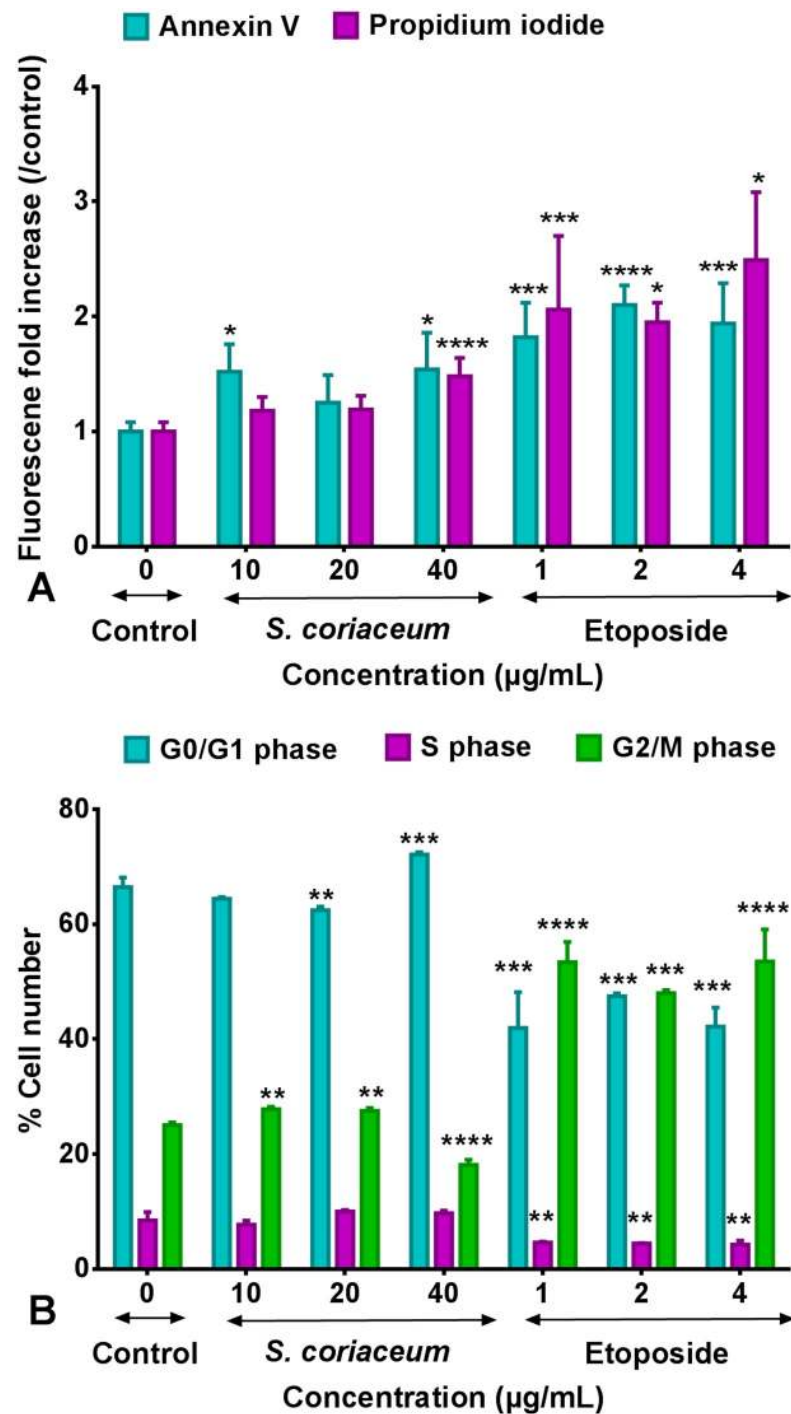 Annexin V Propidium iodide
Fluorescene fold increase (/control)
4
3
2
1
0
* * **** *** *** **** * *** *
0 10 20 40 1 2 4
A
Control S. coriaceum Etoposide
Concentration (µg/mL)
G0/G1 phase S phase G2/M phase
% Cell number
80
60
40
20
0
** ** ** *** **** *** ** **** *** ** *** *** ** ****
0 10 20 40 1 2 4
B
Control S. coriaceum Etoposide
Concentration (µg/mL)